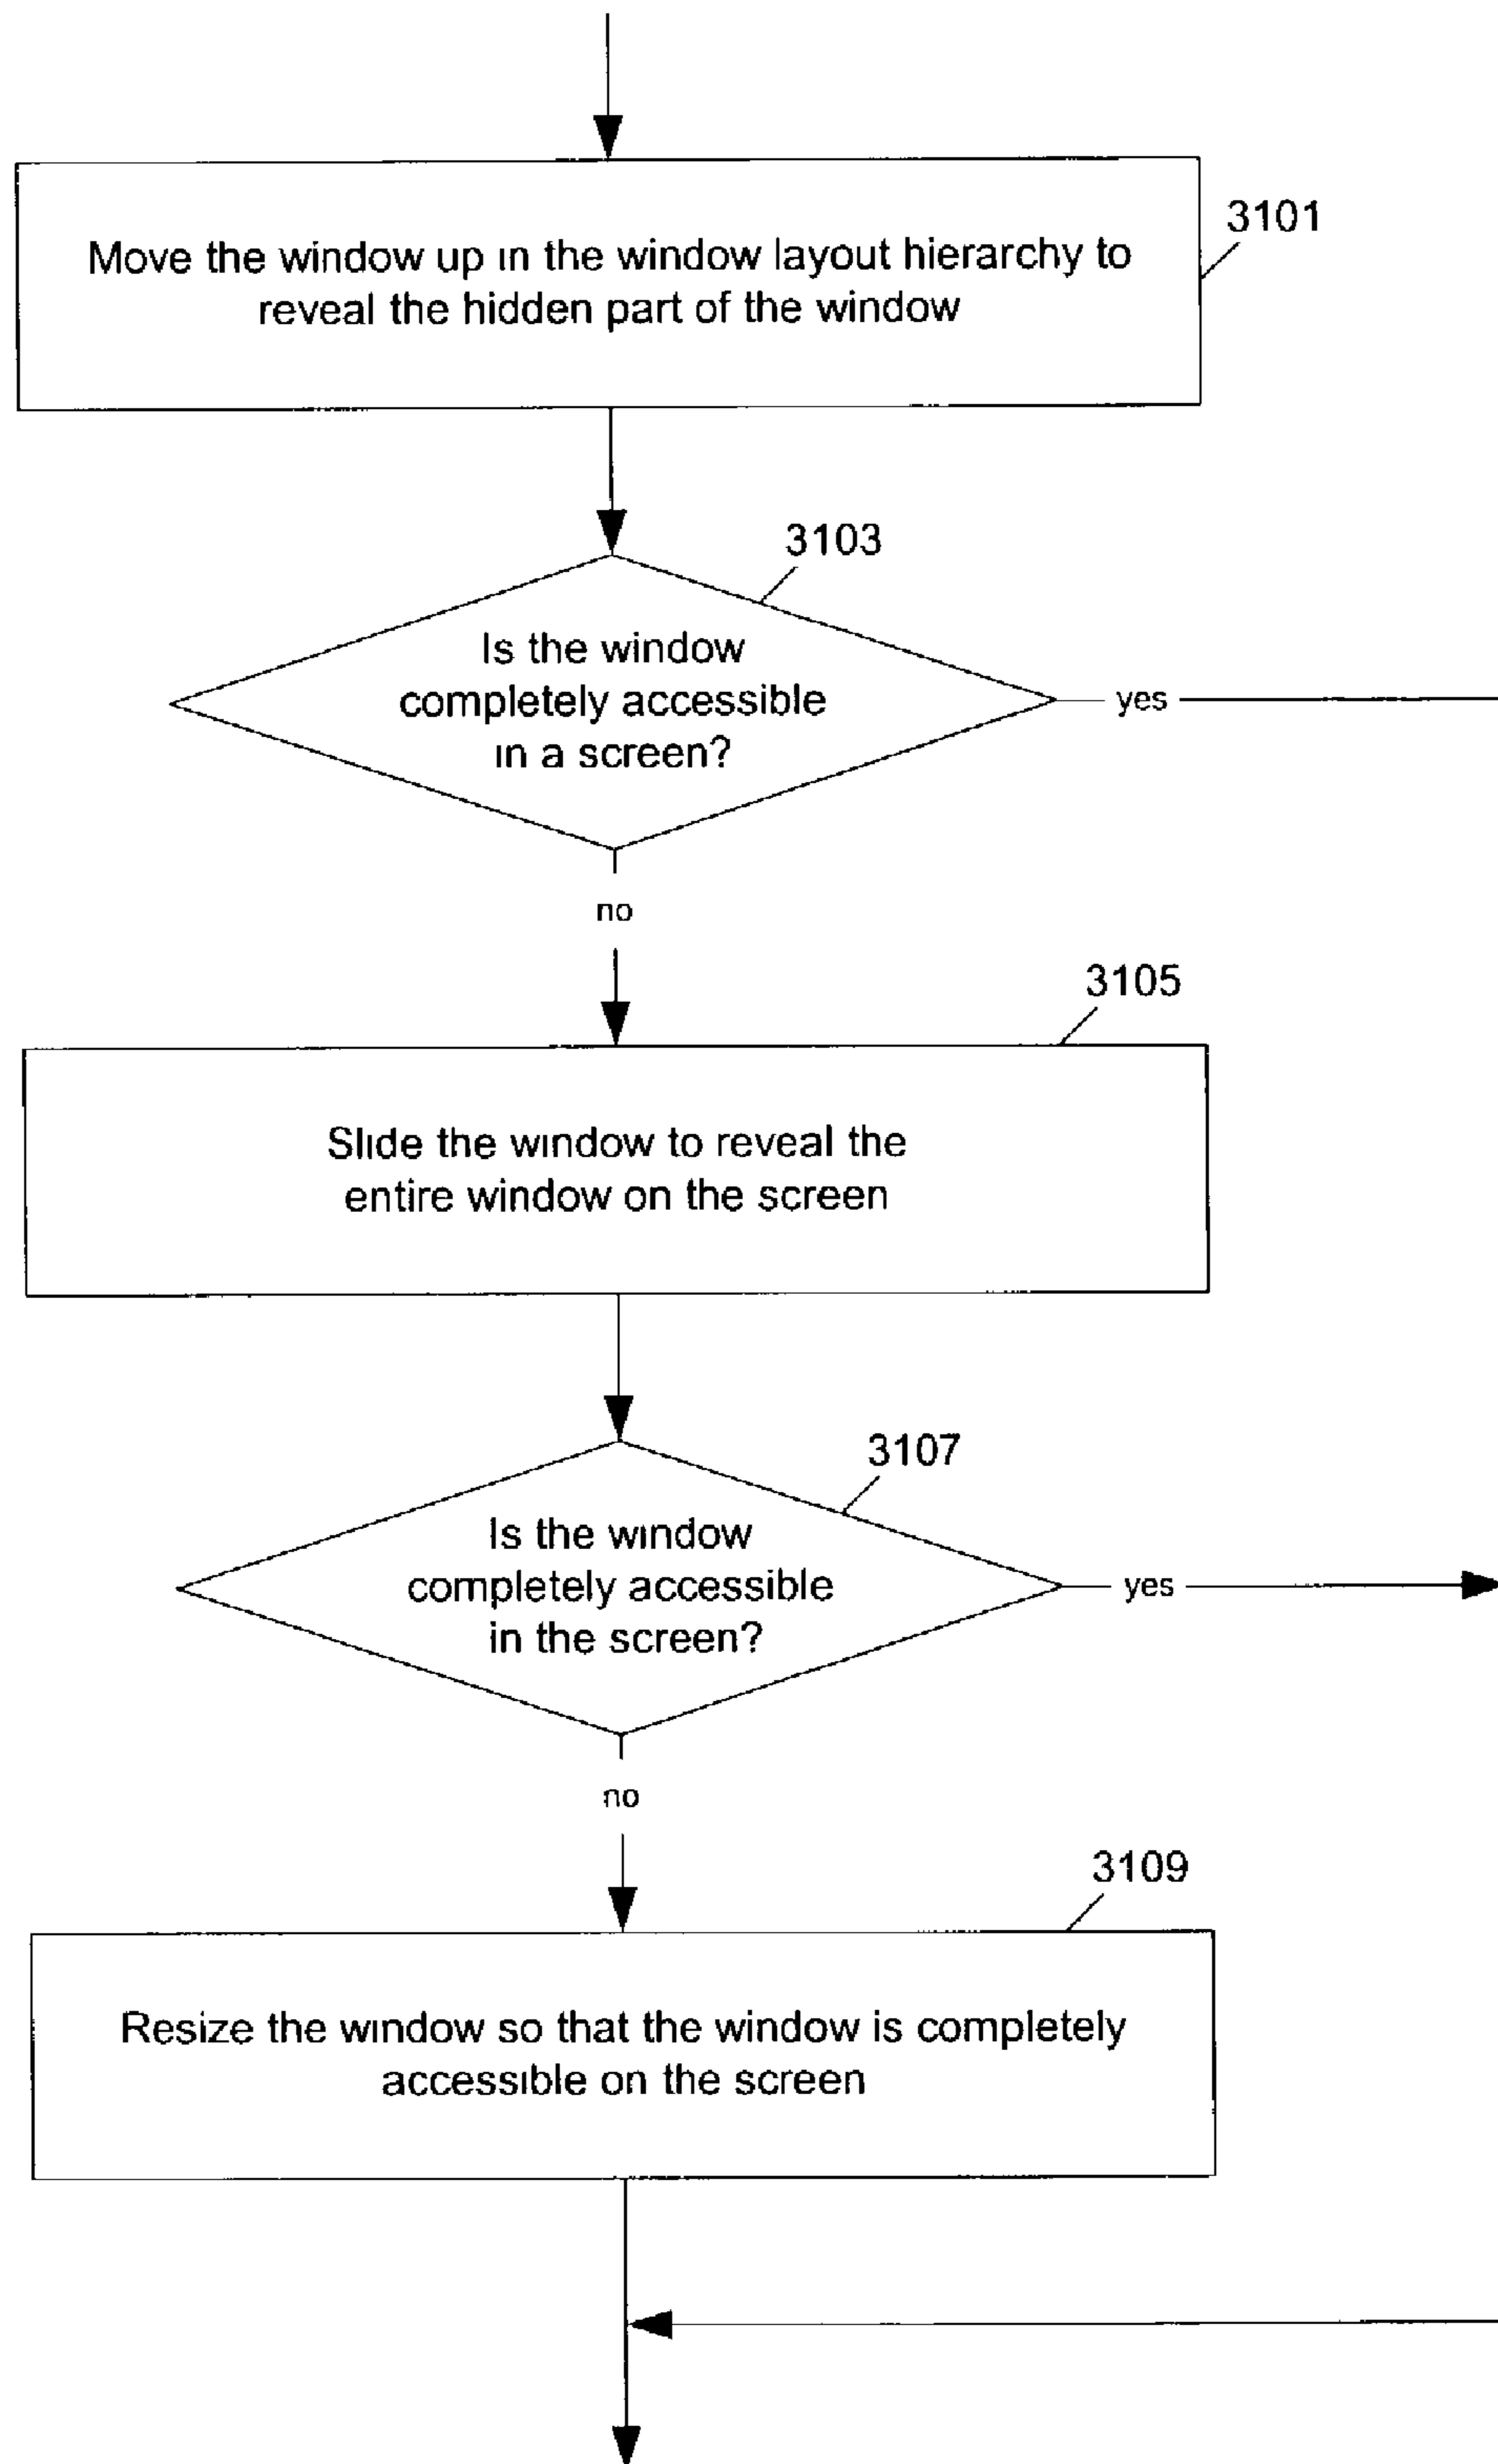 3101
Move the window up in the window layout hierarchy to
reveal the hidden part of the window
3103
Is the window
completely accessible
in a screen?
yes
no
3105
Slide the window to reveal the
entire window on the screen
3107
Is the window
completely accessible
in the screen?
yes
no
3109
Resize the window so that the window is completely
accessible on the screen